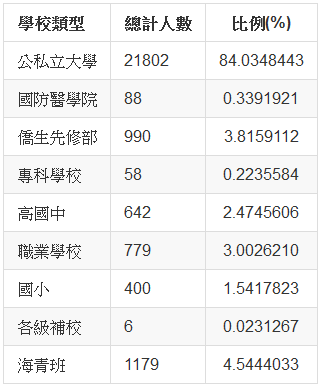 學校類型 總計人數 比例(%)
公私立大學 21802 84.0348443
國防醫學院 88 0.3391921
僑生先修部 990 3.8159112
專科學校 58 0.2235584
高國中 642 2.4745606
職業學校 779 3.0026210
國小 400 1.5417823
各級補校 6 0.0231267
海青班 1179 4.5444033